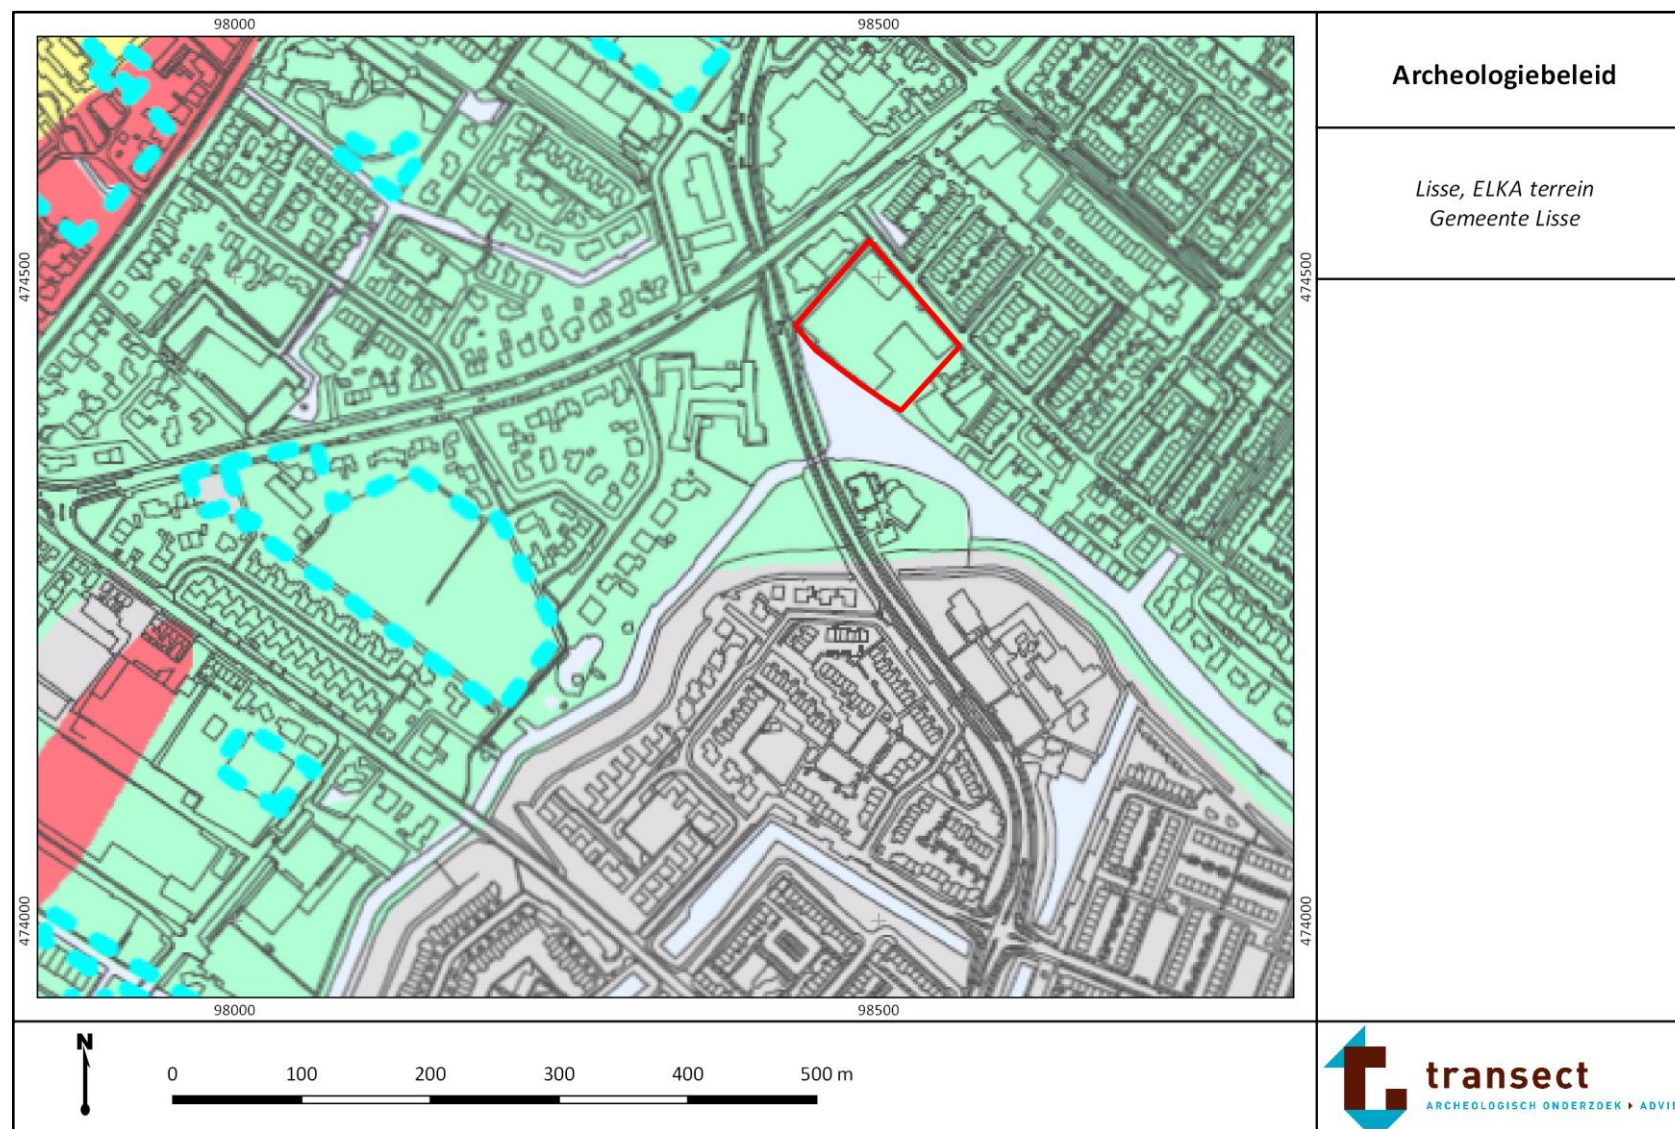 98000
98500
474500
474500
474000
474000
98000
98500
Archeologiebeleid
Lisse, ELKA terrein
Gemeente Lisse
N
0 100 200 300 400 500 m
transect
ARCHEOLOGISCH ONDERZOEK ADVIE